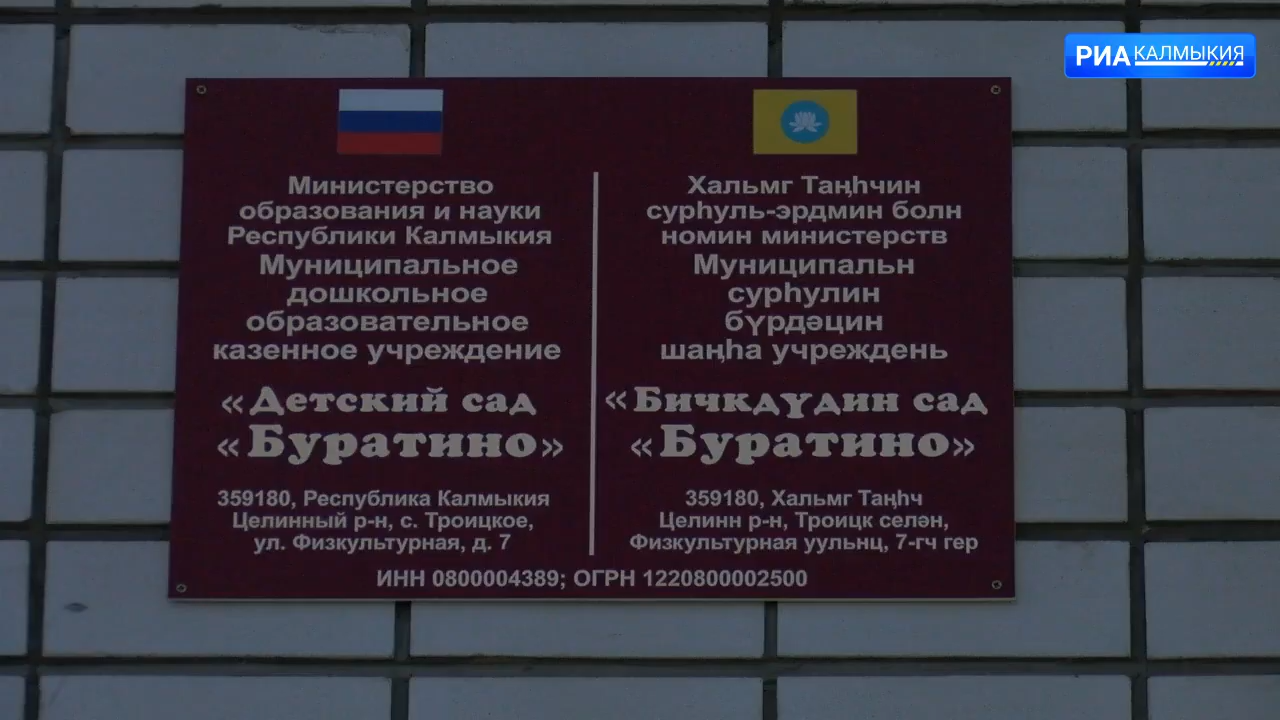 РИА КАЛМЫКИЯ
Министерство
образования и науки
Республики Калмыкия
Муниципальное
дошкольное
образовательное
казенное учреждение
«Детский сад
«Буратино»
359180, Республика Калмыкия
Целинный р-н, с. Троицкое,
ул. Физкультурная, д. 7
Хальмг Таңһчин
сурһуль-эрдмин болн
номин министерств
Муниципальн
сурһулин
бүрдәцин
шаңһа учреждень
«Бичкдүдин сад
«Буратино»
359180, Хальмг Таңһч
Целинн р-н, Троицк селән,
Физкультурная уульнц, 7-гч гер
ИНН 0800004389; ОГРН 1220800002500